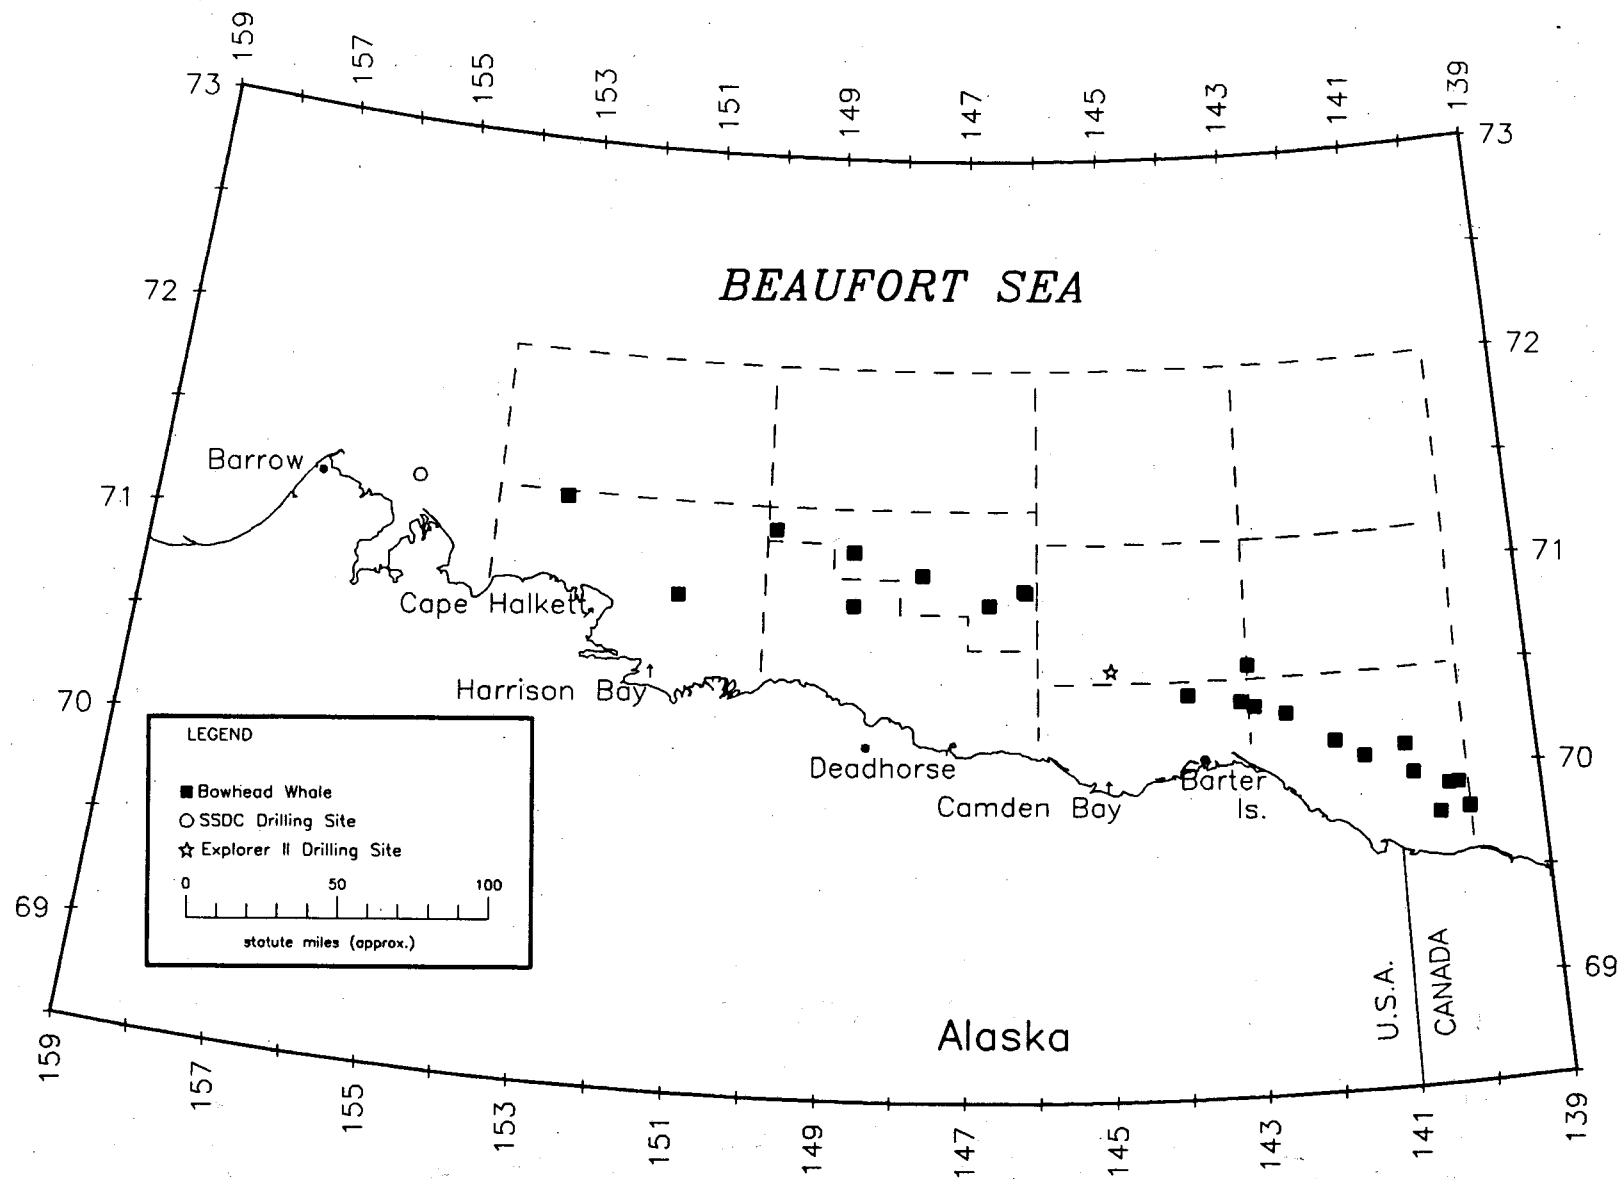 159
157
155
153
151
149
147
145
143
141
139
73
73
BEAUFORT SEA
72
72
Barrow
71
71
Cape Halkett
Harrison Bay
70
70
Deadhorse
Camden Bay
Barter
Is.
LEGEND
Bowhead Whale
SSDC Drilling Site
Explorer II Drilling Site
0 50 100
statute miles (approx.)
69
69
U.S.A.
CANADA
Alaska
159
157
155
153
151
149
147
145
143
141
139